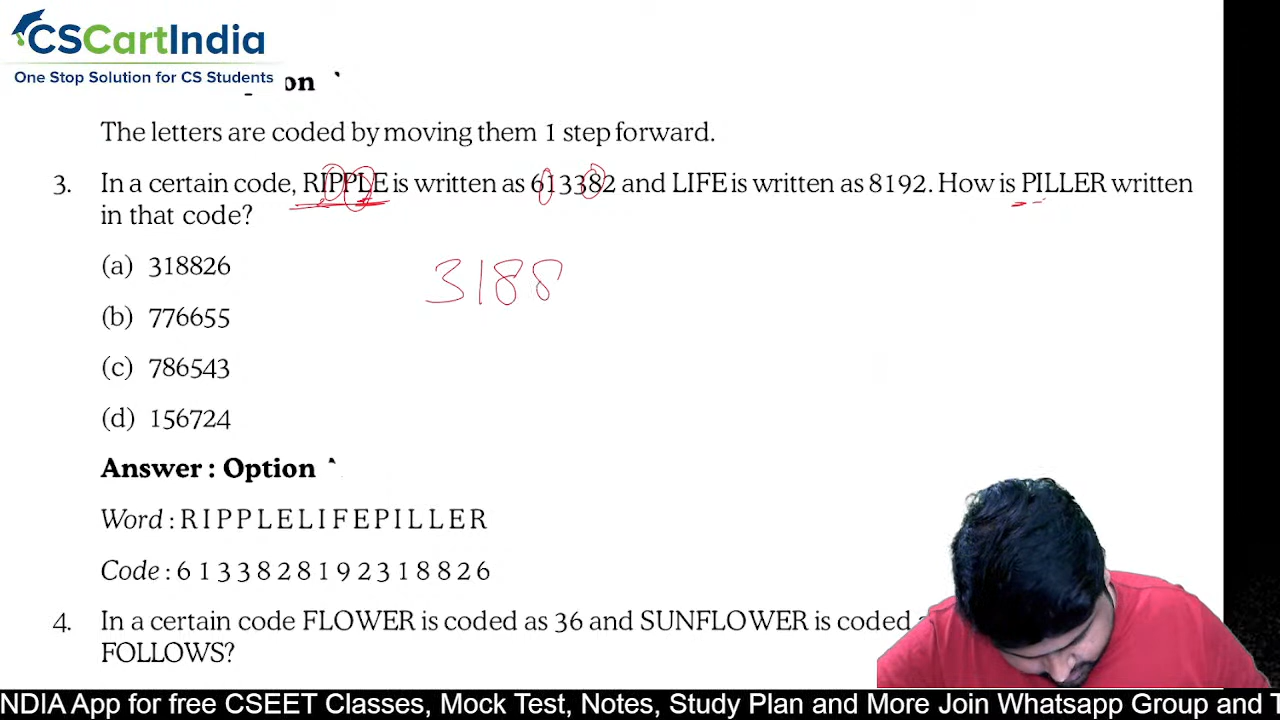 CSCartIndia
One Stop Solution for CS Students
on
The letters are coded by moving them 1 step forward.
3. In a certain code, RIPPLE is written as 613382 and LIFE is written as 8192. How is PILLER written
in that code?
(a) 318826
3188
(b) 776655
(c) 786543
(d) 156724
Answer : Option
Word : R I P P L E L I F E P I L L E R
Code : 6 1 3 3 8 2 8 1 9 2 3 1 8 8 2 6
4. In a certain code FLOWER is coded as 36 and SUNFLOWER is coded
FOLLOWS?
NDIA App for free CSEET Classes, Mock Test, Notes, Study Plan and More Join Whatsapp Group and T